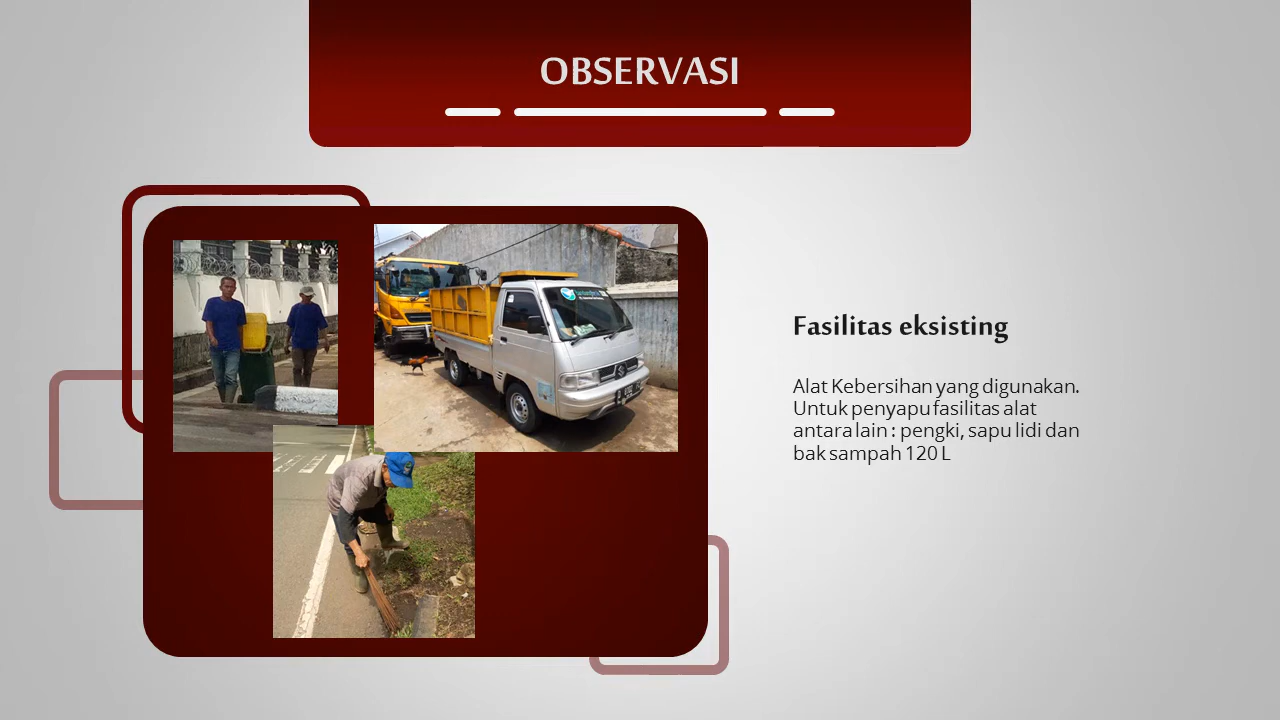 OBSERVASI
Fasilitas eksisting
Alat Kebersihan yang digunakan.
Untuk penyapu fasilitas alat
antara lain : pengki, sapu lidi dan
bak sampah 120 L